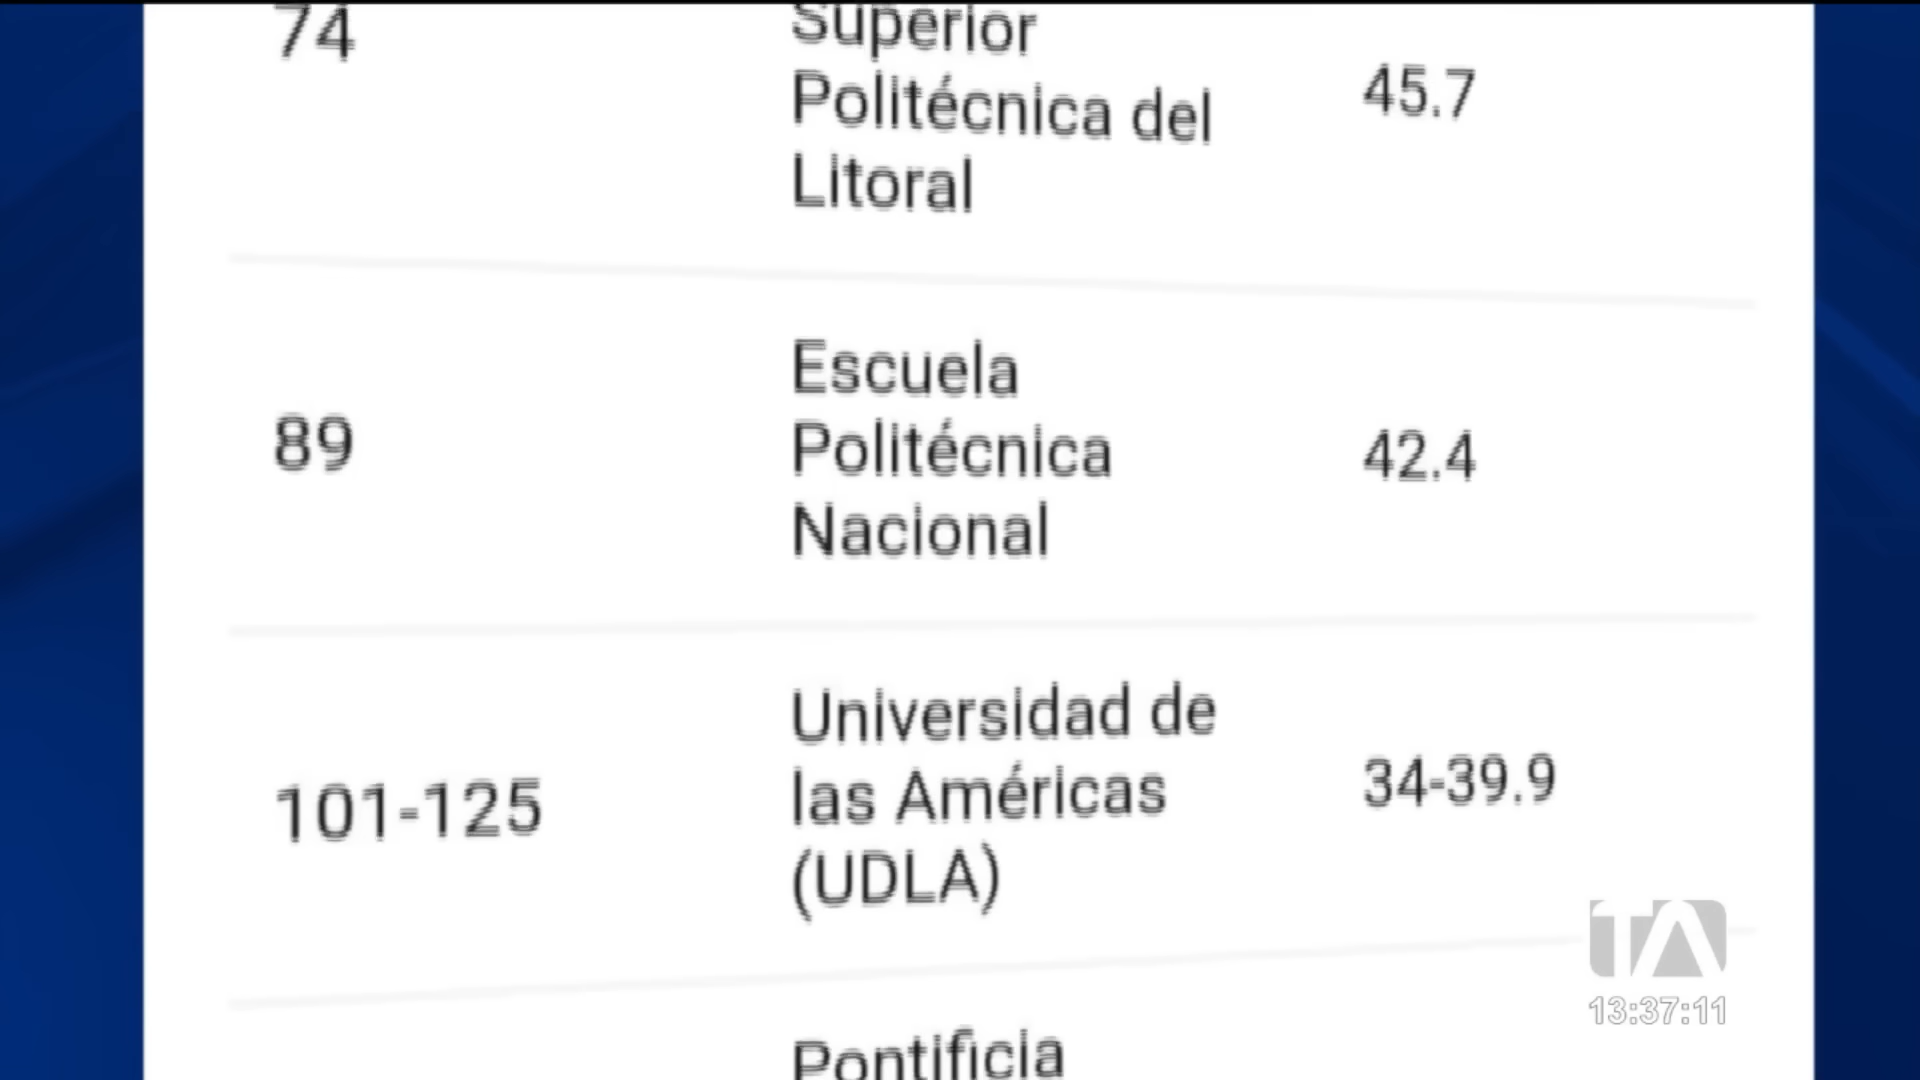 74
Superior
Politécnica del
Litoral
45.7
89
Escuela
Politécnica
Nacional
42.4
101-125
Universidad de
las Américas
(UDLA)
34-39.9
Pontificia
TA
13:37:11